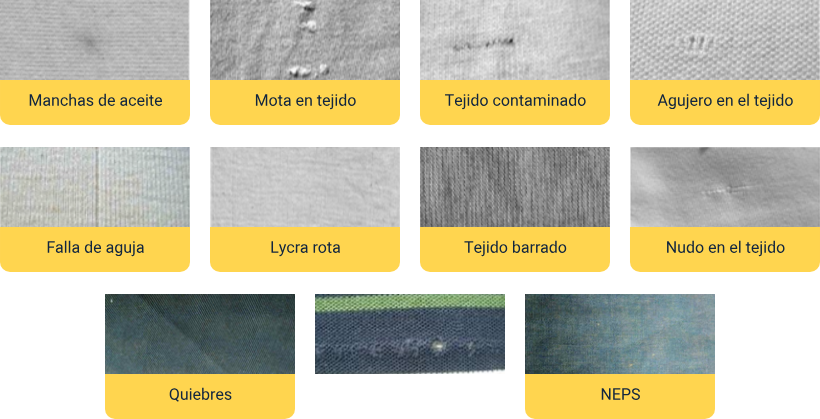 Manchas de aceite
Mota en tejido
Tejido contaminado
Agujero en el tejido
Falla de aguja
Lycra rota
Tejido barrado
Nudo en el tejido
Quiebres
NEPS